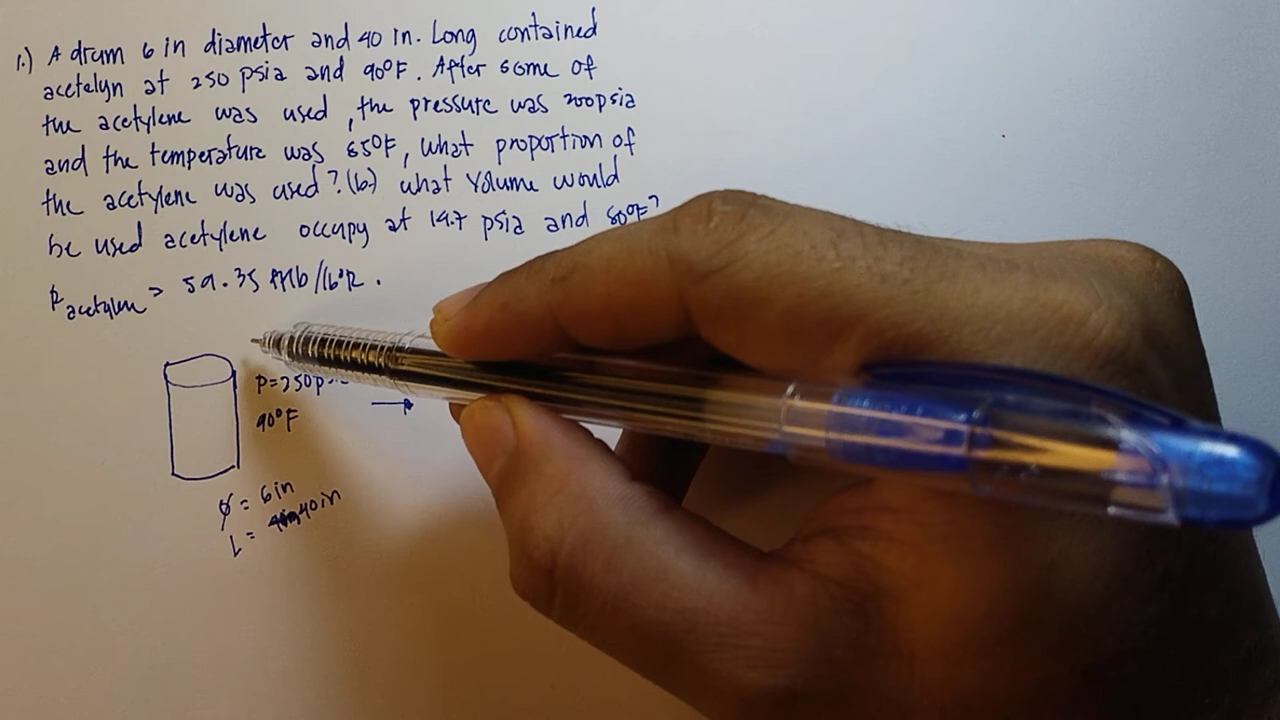 1.) A drum 6 in diameter and 40 in. Long contained
acetelyn at 250 psia and 90°F. After some of
the acetylene was used, the pressure was 200psia
and the temperature was 85°F, what proportion of
the acetylene was used?. (b.) what volume would
be used acetylene occupy at 14.7 psia and 80°F?
R acetylen = 59.35 ft lb/lb°R.
P=250p
90°F
ϕ = 6in
L = 40in